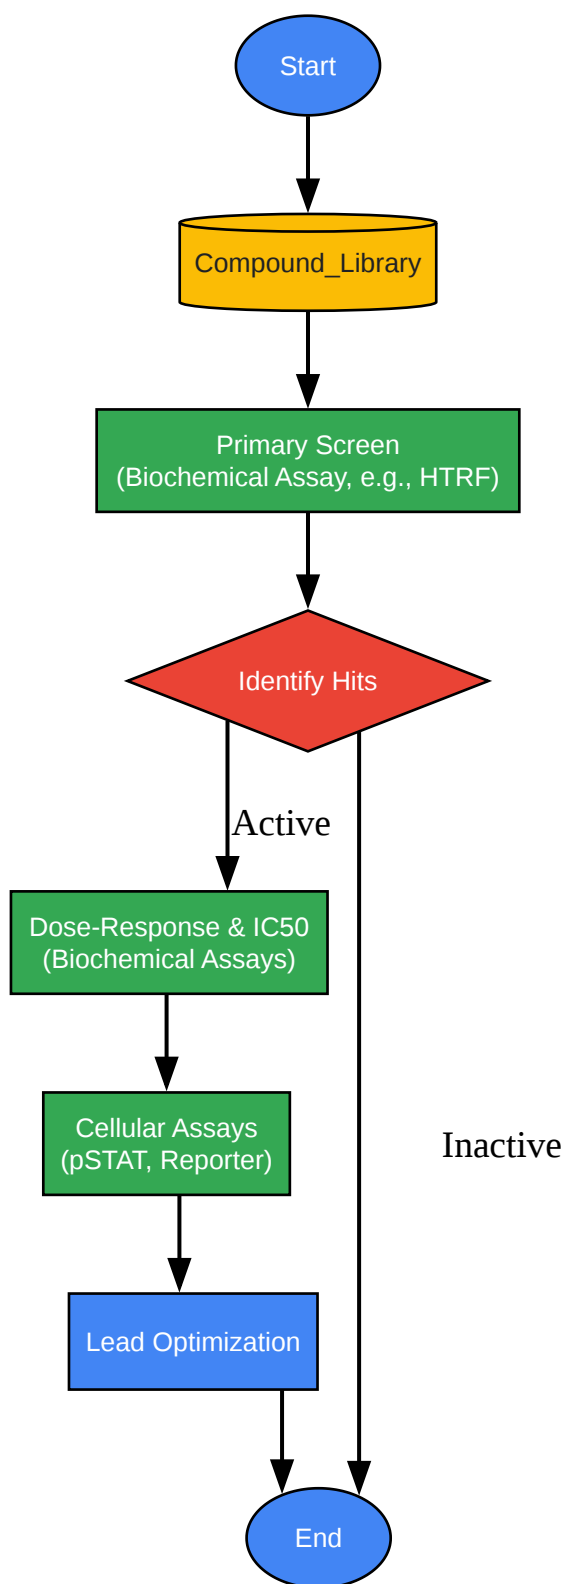 Start
Compound_Library
Primary Screen
(Biochemical Assay, e.g., HTRF)
Identify Hits
Active
Dose-Response & IC50
(Biochemical Assays)
Cellular Assays
(pSTAT, Reporter)
Inactive
Lead Optimization
End